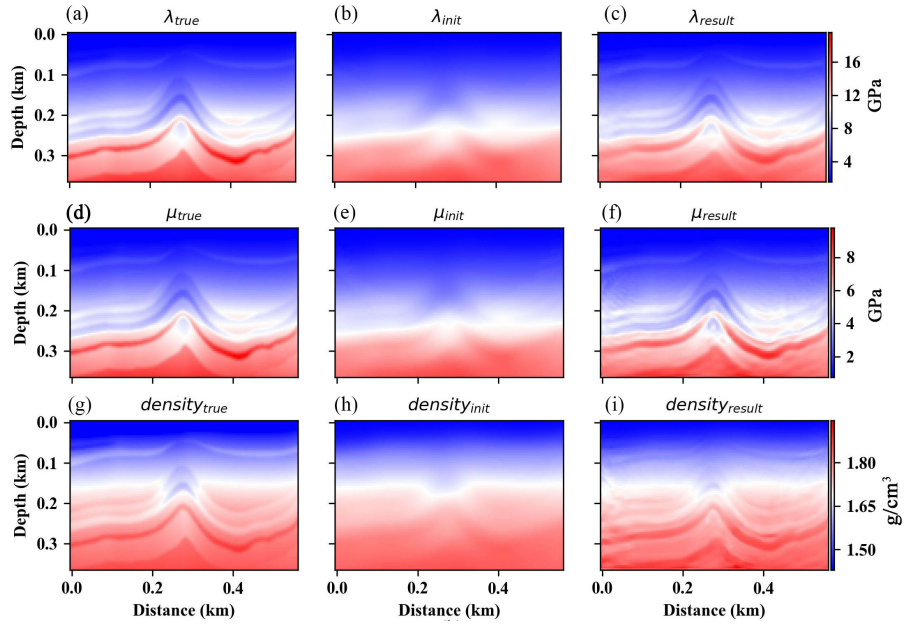 (a) λtrue (b) λinit (c) λresult
0.0
0.1
0.2
0.3
Depth (km)
16
12
8
4
GPa
(d) μtrue (e) μinit (f) μresult
0.0
0.1
0.2
0.3
Depth (km)
8
6
4
2
GPa
(g) densitytrue (h) densityinit (i) densityresult
0.0
0.1
0.2
0.3
Depth (km)
1.80
1.65
1.50
g/cm³
0.0 0.2 0.4 0.0 0.2 0.4 0.0 0.2 0.4
Distance (km) Distance (km) Distance (km)